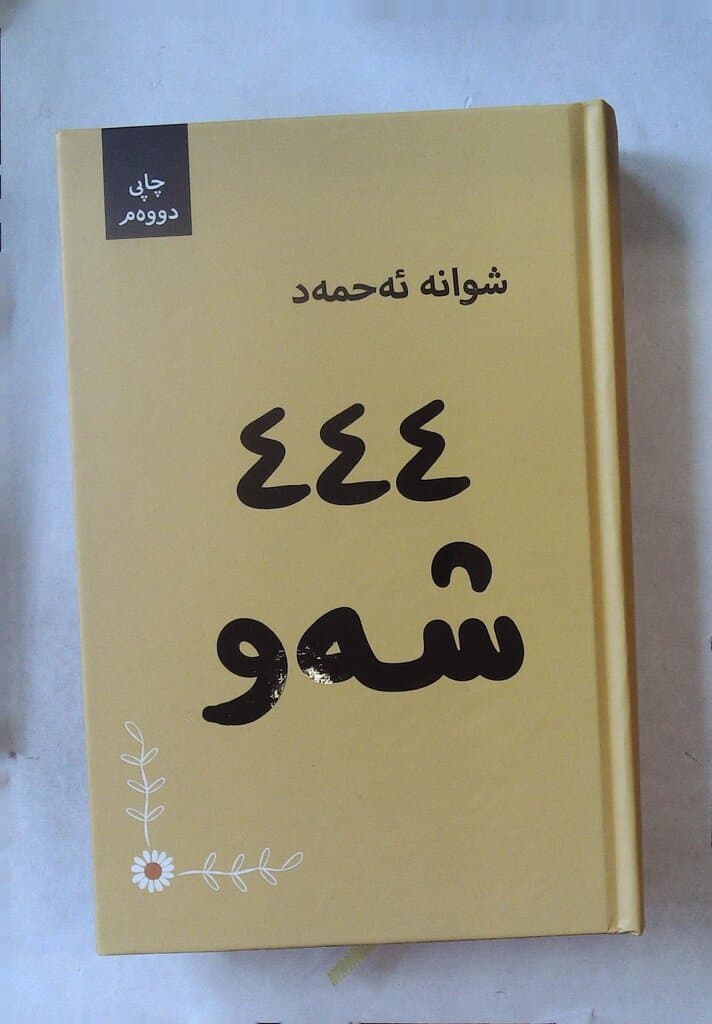 چاپی
دووەم
شوانە ئەحمەد
٤٤٤
شەو